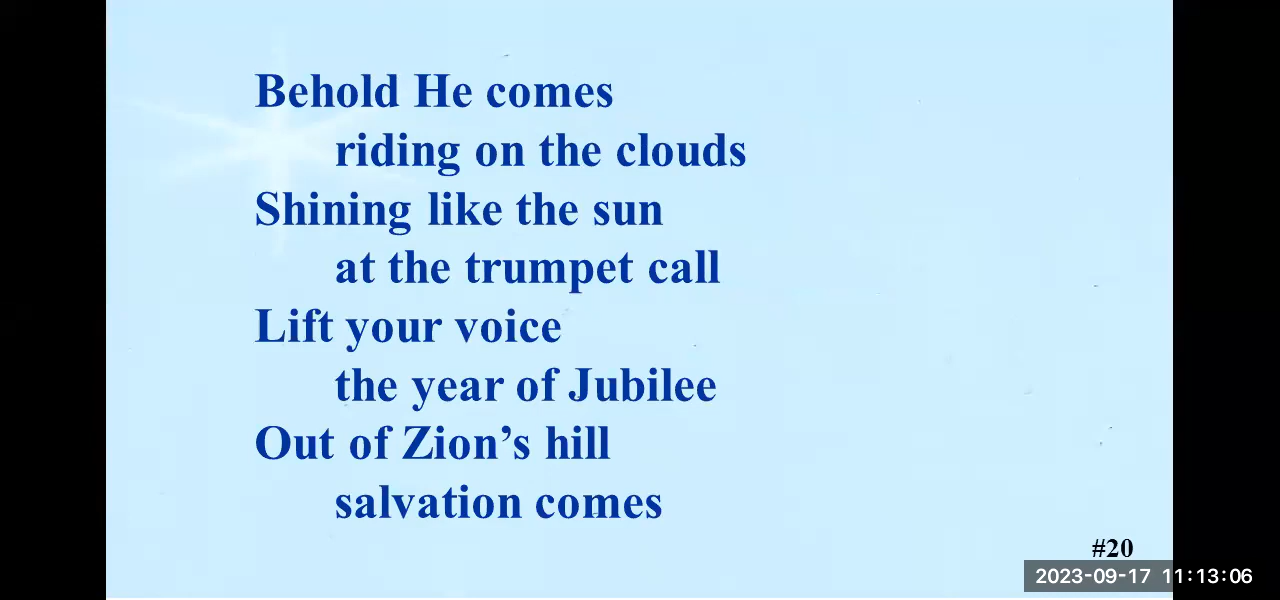 Behold He comes
riding on the clouds
Shining like the sun
at the trumpet call
Lift your voice
the year of Jubilee
Out of Zion’s hill
salvation comes
#20
2023-09-17 11:13:06